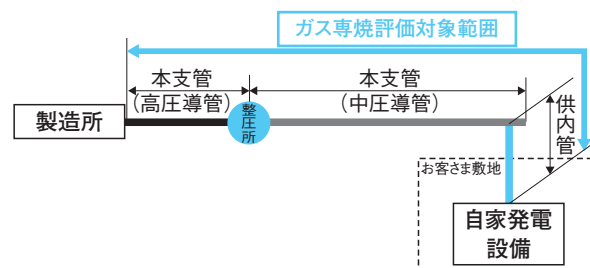 ガス専焼評価対象範囲
本支管
(高圧導管)
本支管
(中圧導管)
製造所
整圧所
供内管
お客さま敷地
自家発電
設備